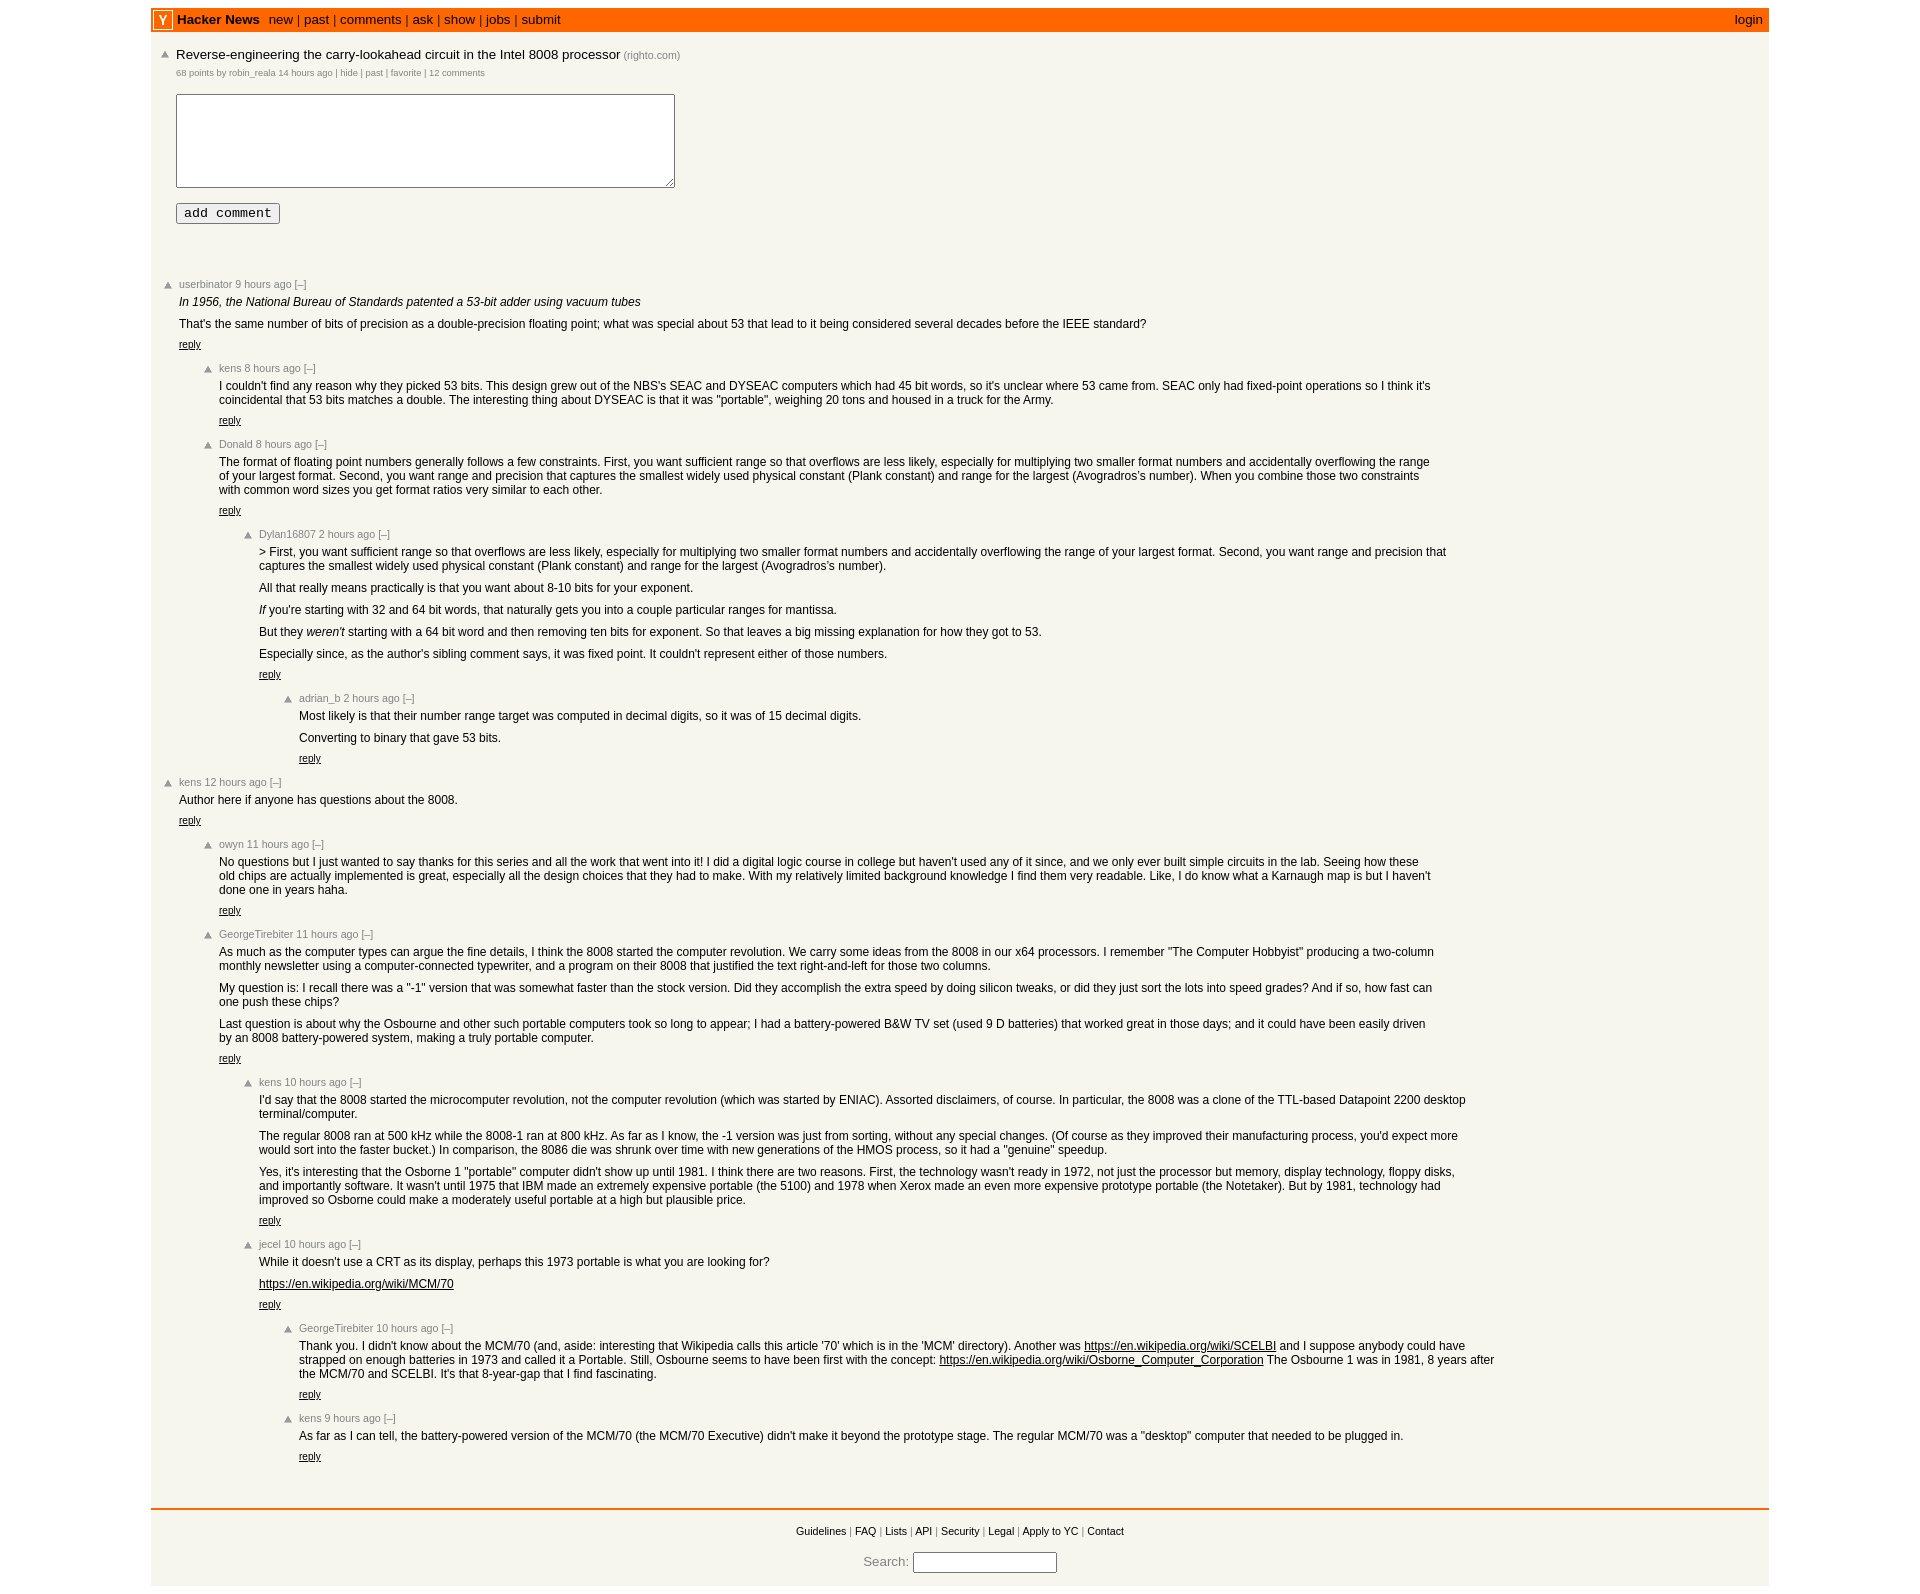 Y Hacker News new | past | comments | ask | show | jobs | submit login
Reverse-engineering the carry-lookahead circuit in the Intel 8008 processor (righto.com)
68 points by robin_reala 14 hours ago | hide | past | favorite | 12 comments
add comment
userbinator 9 hours ago [–]
In 1956, the National Bureau of Standards patented a 53-bit adder using vacuum tubes
That's the same number of bits of precision as a double-precision floating point; what was special about 53 that lead to it being considered several decades before the IEEE standard?
reply
kens 8 hours ago [–]
I couldn't find any reason why they picked 53 bits. This design grew out of the NBS's SEAC and DYSEAC computers which had 45 bit words, so it's unclear where 53 came from. SEAC only had fixed-point operations so I think it's
coincidental that 53 bits matches a double. The interesting thing about DYSEAC is that it was "portable", weighing 20 tons and housed in a truck for the Army.
reply
Donald 8 hours ago [–]
The format of floating point numbers generally follows a few constraints. First, you want sufficient range so that overflows are less likely, especially for multiplying two smaller format numbers and accidentally overflowing the range
of your largest format. Second, you want range and precision that captures the smallest widely used physical constant (Plank constant) and range for the largest (Avogradros’s number). When you combine those two constraints
with common word sizes you get format ratios very similar to each other.
reply
Dylan16807 2 hours ago [–]
> First, you want sufficient range so that overflows are less likely, especially for multiplying two smaller format numbers and accidentally overflowing the range of your largest format. Second, you want range and precision that
captures the smallest widely used physical constant (Plank constant) and range for the largest (Avogradros’s number).
All that really means practically is that you want about 8-10 bits for your exponent.
If you're starting with 32 and 64 bit words, that naturally gets you into a couple particular ranges for mantissa.
But they weren't starting with a 64 bit word and then removing ten bits for exponent. So that leaves a big missing explanation for how they got to 53.
Especially since, as the author's sibling comment says, it was fixed point. It couldn't represent either of those numbers.
reply
adrian_b 2 hours ago [–]
Most likely is that their number range target was computed in decimal digits, so it was of 15 decimal digits.
Converting to binary that gave 53 bits.
reply
kens 12 hours ago [–]
Author here if anyone has questions about the 8008.
reply
owyn 11 hours ago [–]
No questions but I just wanted to say thanks for this series and all the work that went into it! I did a digital logic course in college but haven't used any of it since, and we only ever built simple circuits in the lab. Seeing how these
old chips are actually implemented is great, especially all the design choices that they had to make. With my relatively limited background knowledge I find them very readable. Like, I do know what a Karnaugh map is but I haven't
done one in years haha.
reply
GeorgeTirebiter 11 hours ago [–]
As much as the computer types can argue the fine details, I think the 8008 started the computer revolution. We carry some ideas from the 8008 in our x64 processors. I remember "The Computer Hobbyist" producing a two-column
monthly newsletter using a computer-connected typewriter, and a program on their 8008 that justified the text right-and-left for those two columns.
My question is: I recall there was a "-1" version that was somewhat faster than the stock version. Did they accomplish the extra speed by doing silicon tweaks, or did they just sort the lots into speed grades? And if so, how fast can
one push these chips?
Last question is about why the Osbourne and other such portable computers took so long to appear; I had a battery-powered B&W TV set (used 9 D batteries) that worked great in those days; and it could have been easily driven
by an 8008 battery-powered system, making a truly portable computer.
reply
kens 10 hours ago [–]
I'd say that the 8008 started the microcomputer revolution, not the computer revolution (which was started by ENIAC). Assorted disclaimers, of course. In particular, the 8008 was a clone of the TTL-based Datapoint 2200 desktop
terminal/computer.
The regular 8008 ran at 500 kHz while the 8008-1 ran at 800 kHz. As far as I know, the -1 version was just from sorting, without any special changes. (Of course as they improved their manufacturing process, you'd expect more
would sort into the faster bucket.) In comparison, the 8086 die was shrunk over time with new generations of the HMOS process, so it had a "genuine" speedup.
Yes, it's interesting that the Osborne 1 "portable" computer didn't show up until 1981. I think there are two reasons. First, the technology wasn't ready in 1972, not just the processor but memory, display technology, floppy disks,
and importantly software. It wasn't until 1975 that IBM made an extremely expensive portable (the 5100) and 1978 when Xerox made an even more expensive prototype portable (the Notetaker). But by 1981, technology had
improved so Osborne could make a moderately useful portable at a high but plausible price.
reply
jecel 10 hours ago [–]
While it doesn't use a CRT as its display, perhaps this 1973 portable is what you are looking for?
https://en.wikipedia.org/wiki/MCM/70
reply
GeorgeTirebiter 10 hours ago [–]
Thank you. I didn't know about the MCM/70 (and, aside: interesting that Wikipedia calls this article '70' which is in the 'MCM' directory). Another was https://en.wikipedia.org/wiki/SCELBI and I suppose anybody could have
strapped on enough batteries in 1973 and called it a Portable. Still, Osbourne seems to have been first with the concept: https://en.wikipedia.org/wiki/Osborne_Computer_Corporation The Osbourne 1 was in 1981, 8 years after
the MCM/70 and SCELBI. It's that 8-year-gap that I find fascinating.
reply
kens 9 hours ago [–]
As far as I can tell, the battery-powered version of the MCM/70 (the MCM/70 Executive) didn't make it beyond the prototype stage. The regular MCM/70 was a "desktop" computer that needed to be plugged in.
reply
Guidelines | FAQ | Lists | API | Security | Legal | Apply to YC | Contact
Search: